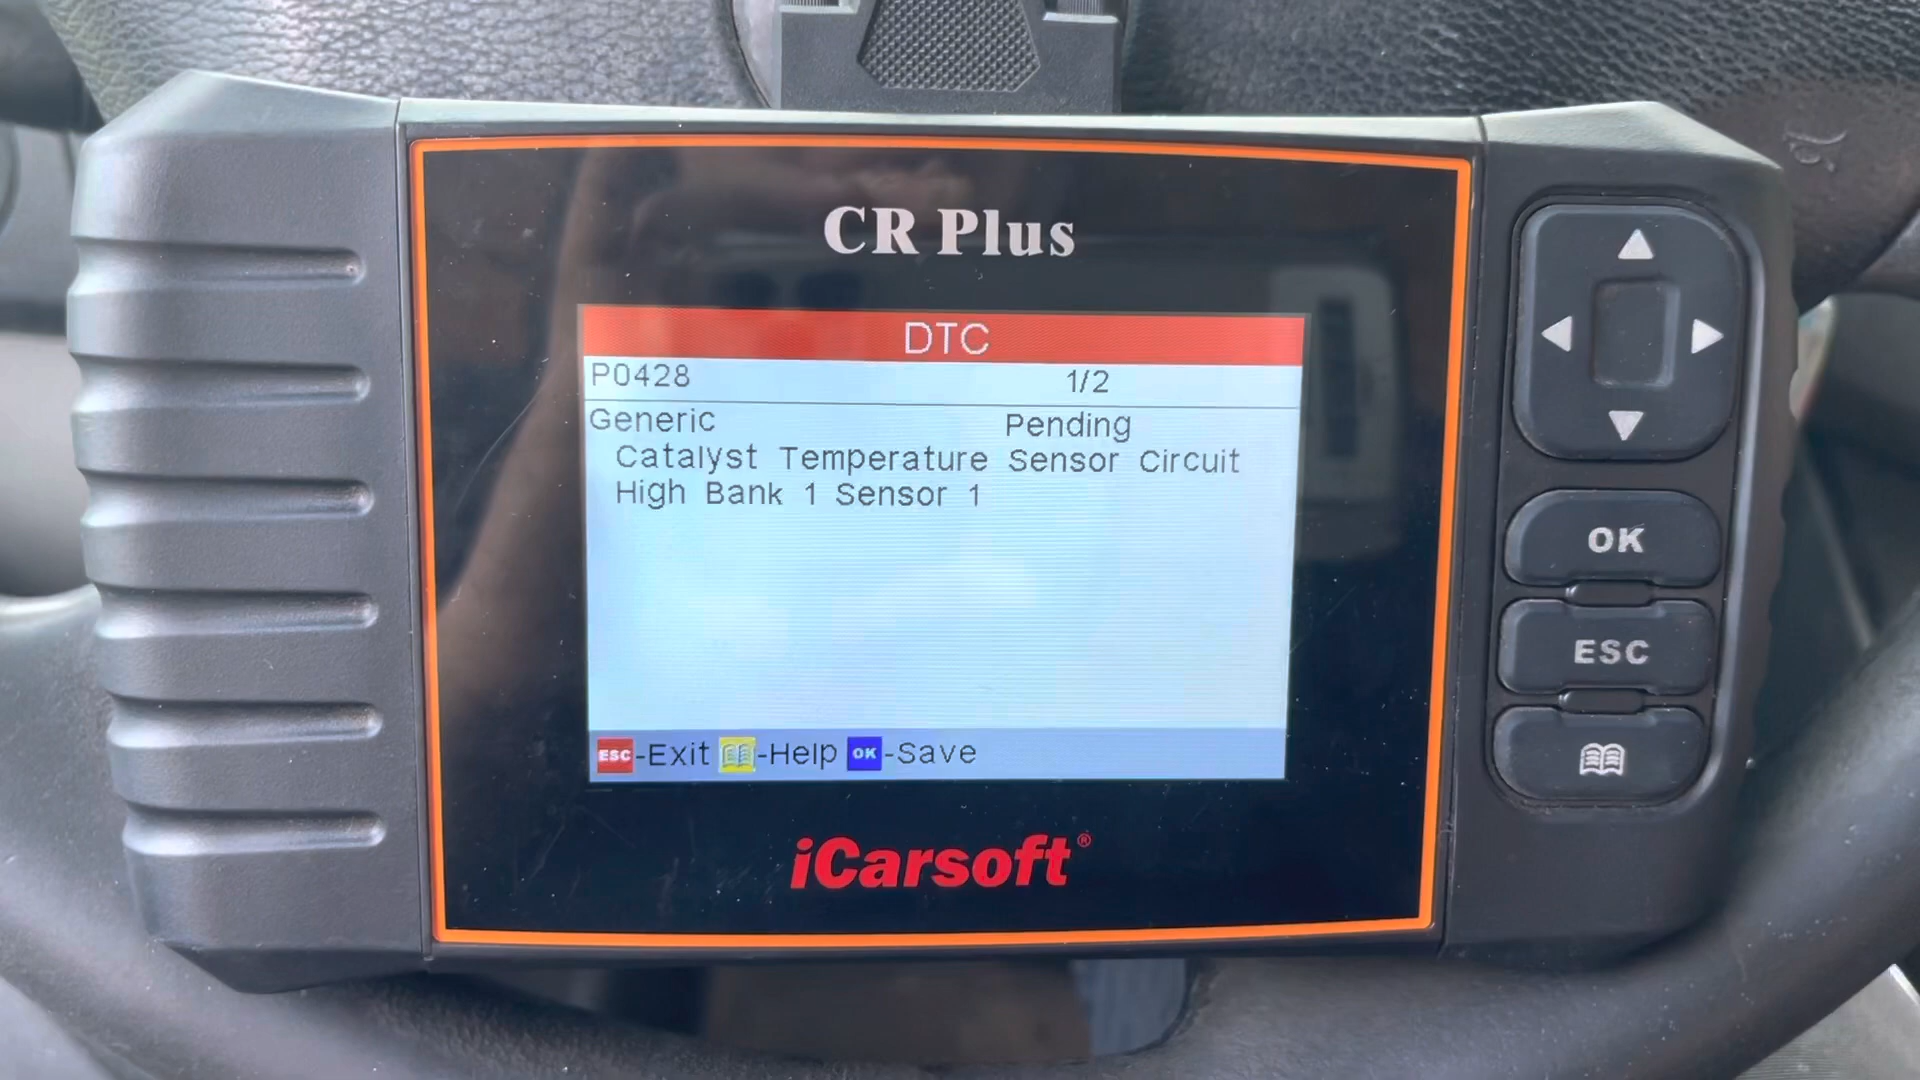 CR Plus
DTC
P0428 1/2
Generic Pending
Catalyst Temperature Sensor Circuit
High Bank 1 Sensor 1
ESC-Exit -Help OK-Save
iCarsoft®
OK
ESC